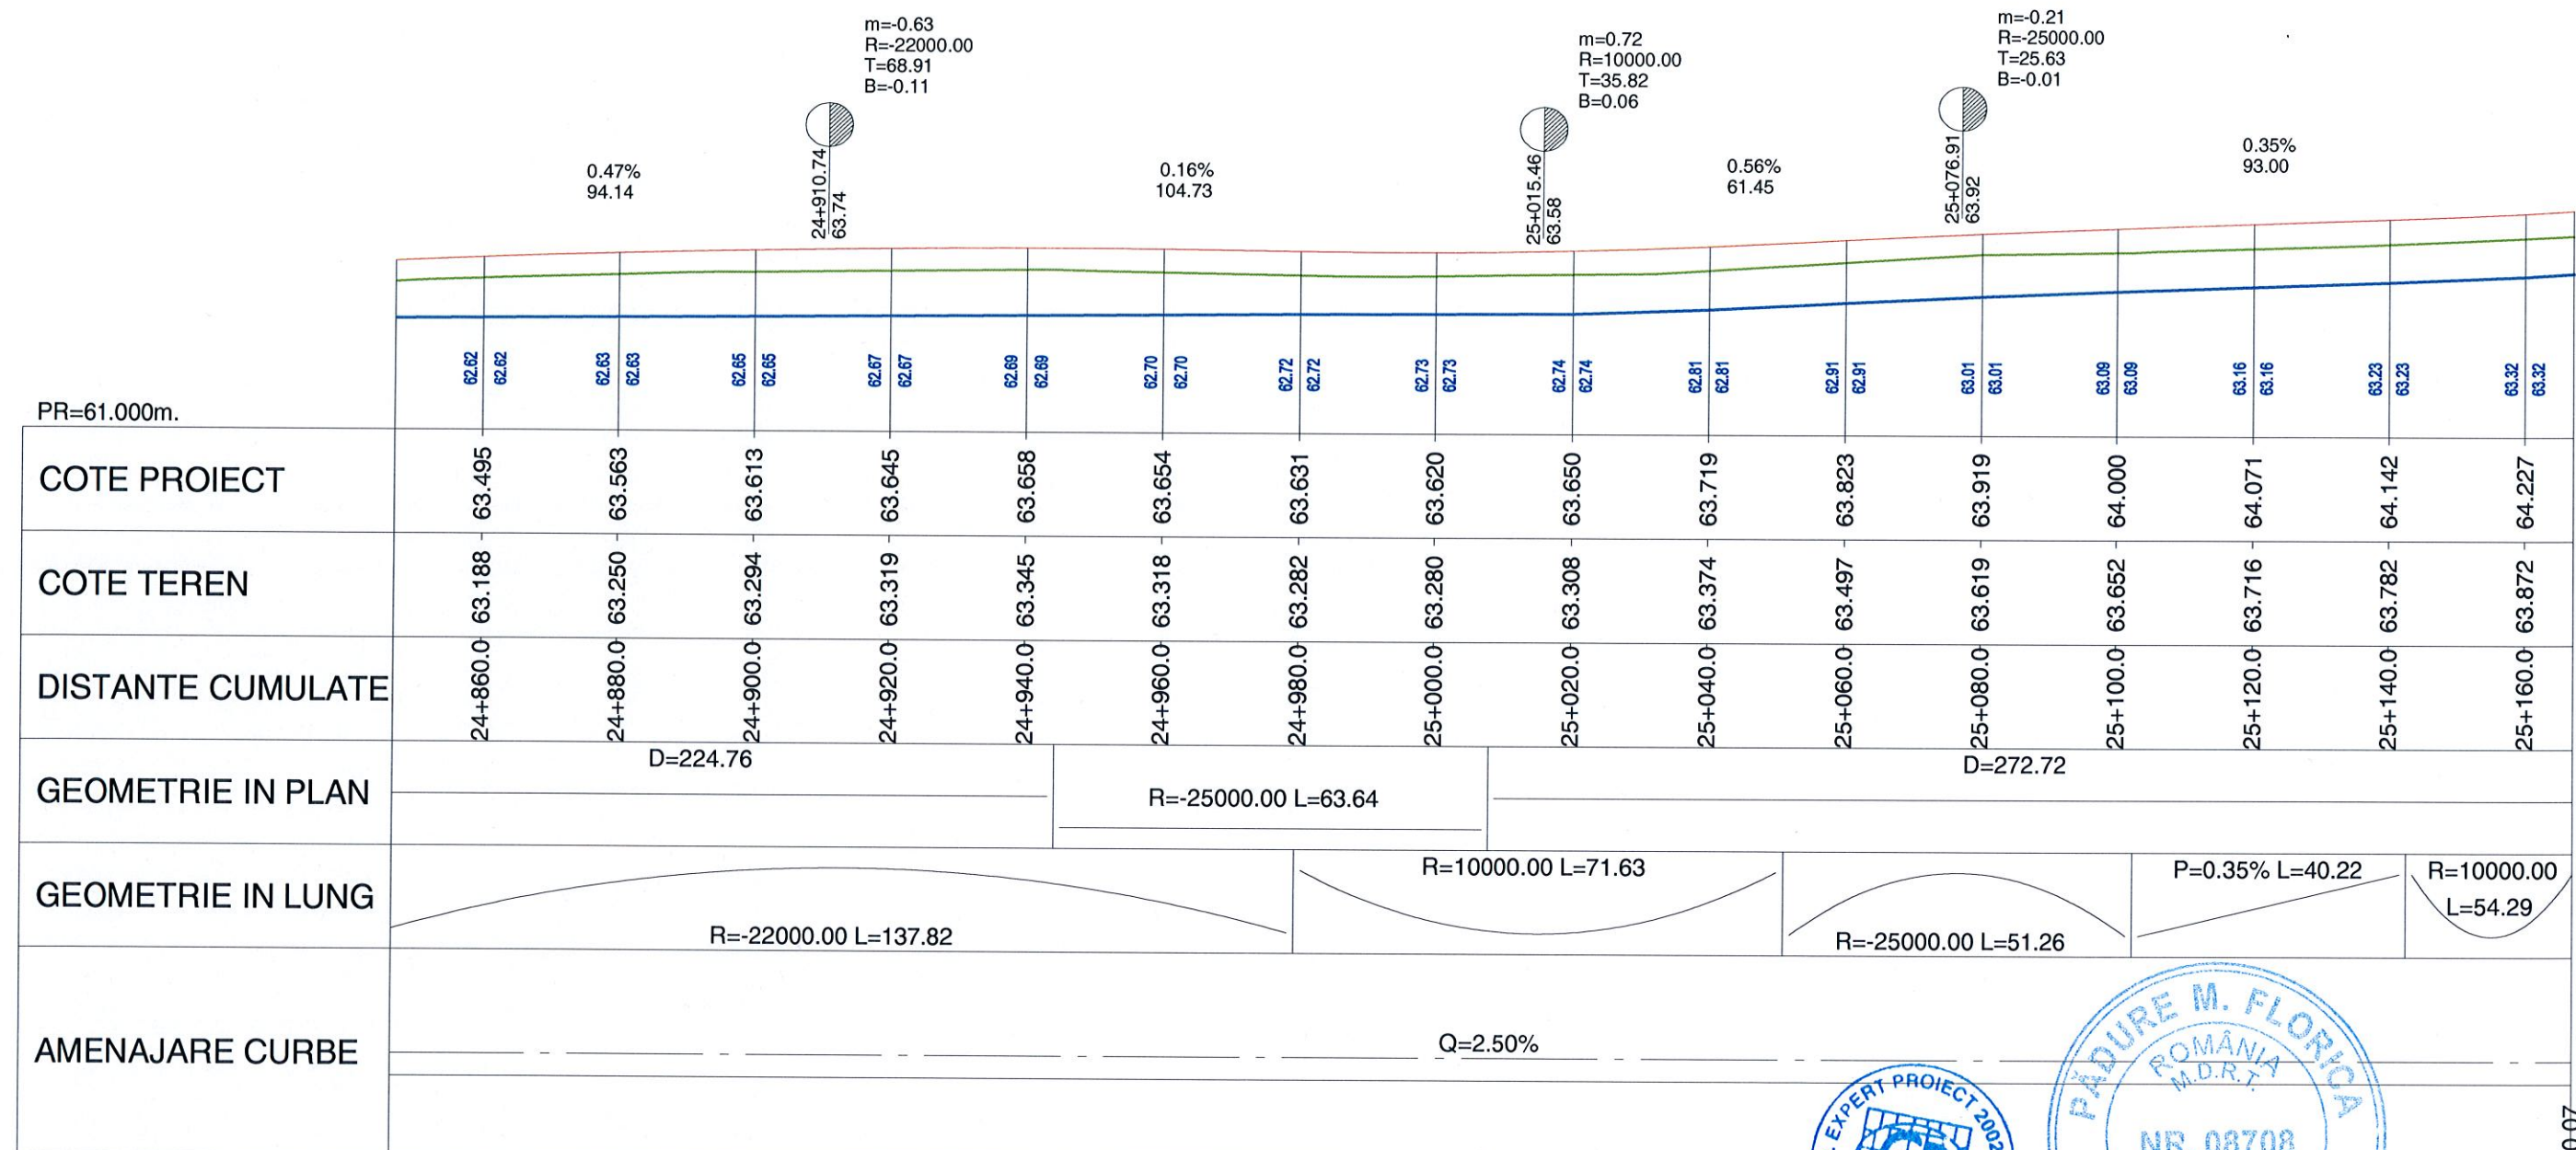 m=-0.63
R=-22000.00
T=68.91
B=-0.11
m=0.72
R=10000.00
T=35.82
B=0.06
m=-0.21
R=-25000.00
T=25.63
B=-0.01
24+910.74
63.74
25+015.46
63.58
25+076.91
63.92
0.47%
94.14
0.16%
104.73
0.56%
61.45
0.35%
93.00
62.62 62.62 62.63 62.63 62.65 62.65 62.67 62.67 62.69 62.69 62.70 62.70 62.72 62.72 62.73 62.73 62.74 62.74 62.81 62.81 62.91 62.91 63.01 63.01 63.09 63.09 63.16 63.16 63.23 63.23 63.32 63.32
PR=61.000m.
COTE PROIECT 63.495 63.563 63.613 63.645 63.658 63.654 63.631 63.620 63.650 63.719 63.823 63.919 64.000 64.071 64.142 64.227
COTE TEREN 63.188 63.250 63.294 63.319 63.345 63.318 63.282 63.280 63.308 63.374 63.497 63.619 63.652 63.716 63.782 63.872
DISTANTE CUMULATE 24+860.0 24+880.0 24+900.0 24+920.0 24+940.0 24+960.0 24+980.0 25+000.0 25+020.0 25+040.0 25+060.0 25+080.0 25+100.0 25+120.0 25+140.0 25+160.0
GEOMETRIE IN PLAN
D=224.76
R=-25000.00 L=63.64
D=272.72
GEOMETRIE IN LUNG
R=-22000.00 L=137.82
R=10000.00 L=71.63
R=-25000.00 L=51.26
P=0.35% L=40.22
R=10000.00
L=54.29
AMENAJARE CURBE
Q=2.50%
EXPERT PROIECT 2002
PĂDURE M. FLORICA
ROMÂNIA
M.D.R.T.
NR. 08708